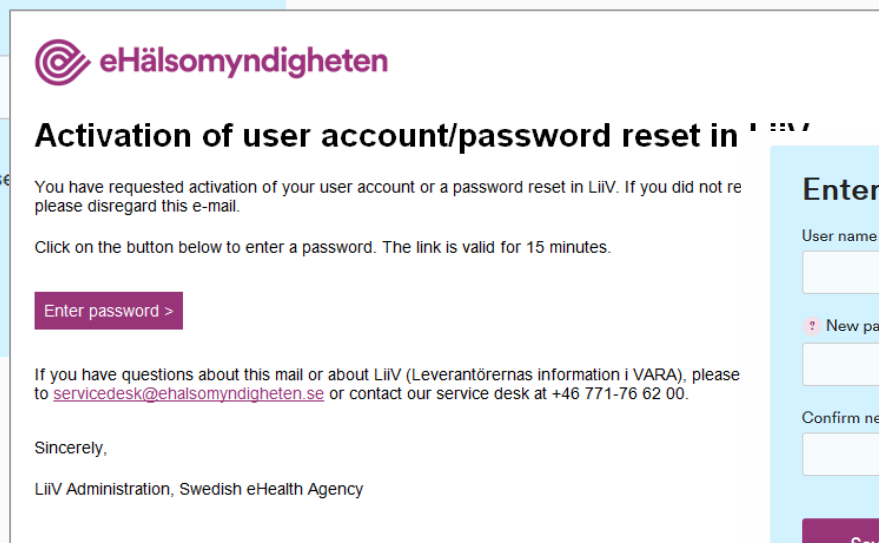 eHälsomyndigheten
Activation of user account/password reset in LiiV
You have requested activation of your user account or a password reset in LiiV. If you did not re
please disregard this e-mail.
Click on the button below to enter a password. The link is valid for 15 minutes.
Enter password >
If you have questions about this mail or about LiiV (Leverantörernas information i VARA), please
to servicedesk@ehalsomyndigheten.se or contact our service desk at +46 771-76 62 00.
Sincerely,
LiiV Administration, Swedish eHealth Agency
Enter
User name
? New pa
Confirm ne